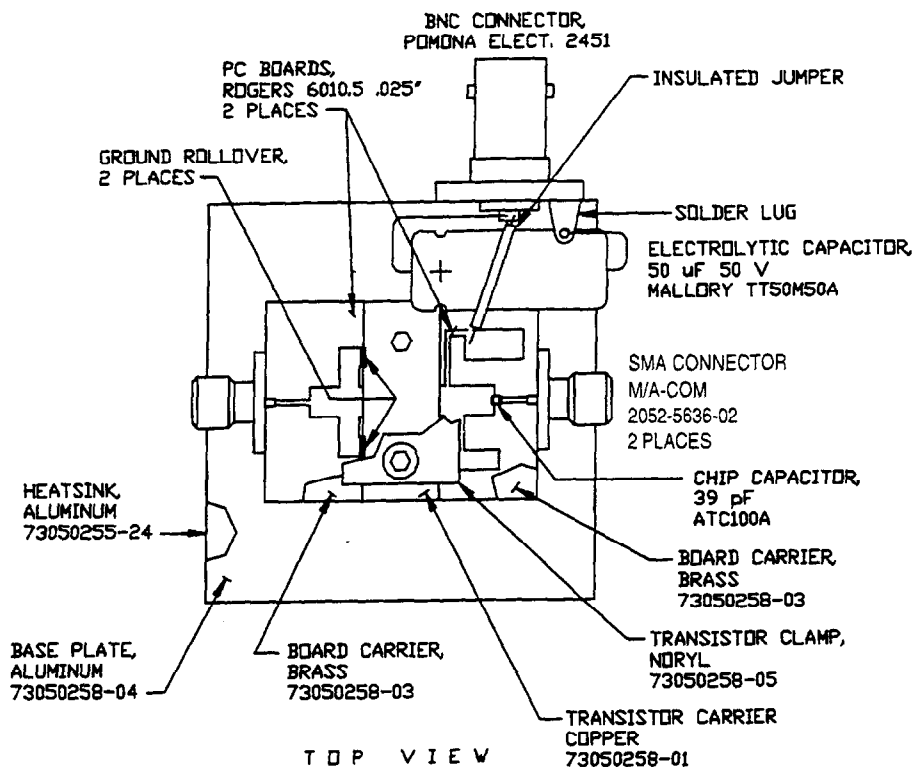 BNC CONNECTOR,
POMONA ELECT. 2451
PC BOARDS,
ROGERS 6010.5 .025"
2 PLACES
INSULATED JUMPER
GROUND ROLLOVER,
2 PLACES
SOLDER LUG
ELECTROLYTIC CAPACITOR,
50 uF 50 V
MALLORY TT50M50A
SMA CONNECTOR
M/A-COM
2052-5636-02
2 PLACES
CHIP CAPACITOR,
39 pF
ATC100A
HEATSINK,
ALUMINUM
73050255-24
BOARD CARRIER,
BRASS
73050258-03
BASE PLATE,
ALUMINUM
73050258-04
BOARD CARRIER,
BRASS
73050258-03
TRANSISTOR CLAMP,
NORYL
73050258-05
TRANSISTOR CARRIER
COPPER
73050258-01
TOP VIEW